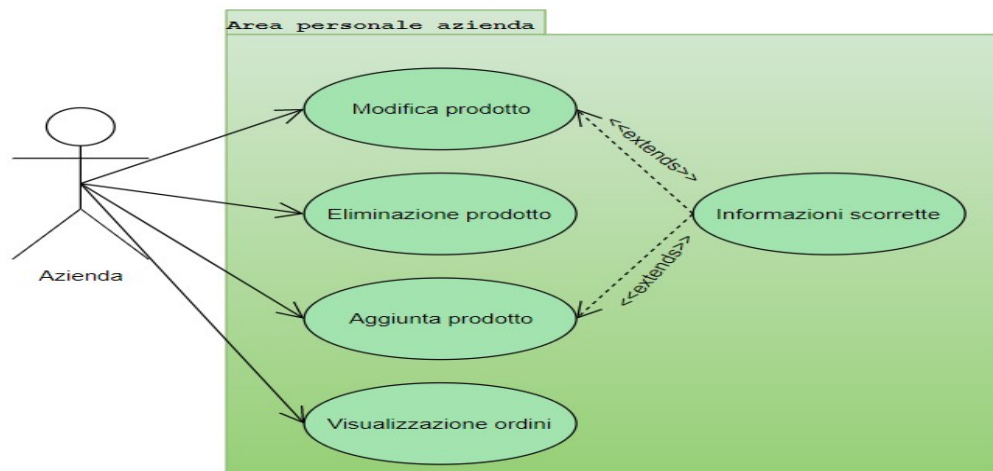 Area personale azienda
Modifica prodotto
<<extends>>
Eliminazione prodotto
Informazioni scorrette
Azienda
<<extends>>
Aggiunta prodotto
Visualizzazione ordini